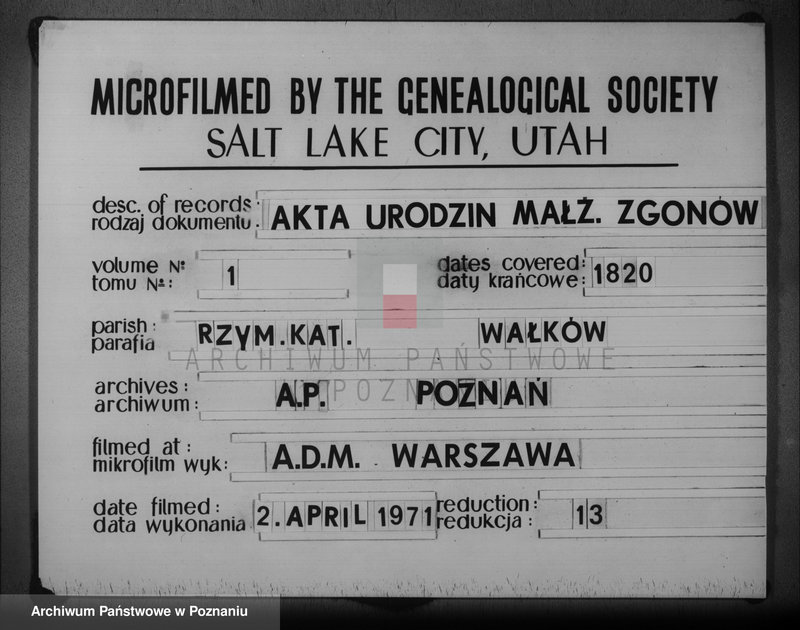 MICROFILMED BY THE GENEALOGICAL SOCIETY
SALT LAKE CITY, UTAH
desc. of records: AKTA URODZIN MAŁŻ. ZGONÓW
rodzaj dokumentu:
volume №: 1
tomu №:
dates covered: 1820
daty krańcowe:
parish: RZYM.KAT. WAŁKÓW
parafia
ARCHIWUM PAŃSTWOWE
POZNAŃ
archives: A.P. POZNAŃ
archiwum:
filmed at: A.D.M. WARSZAWA
mikrofilm wyk:
date filmed: 2. APRIL 1971
data wykonania
reduction: 13
redukcja:
Archiwum Państwowe w Poznaniu